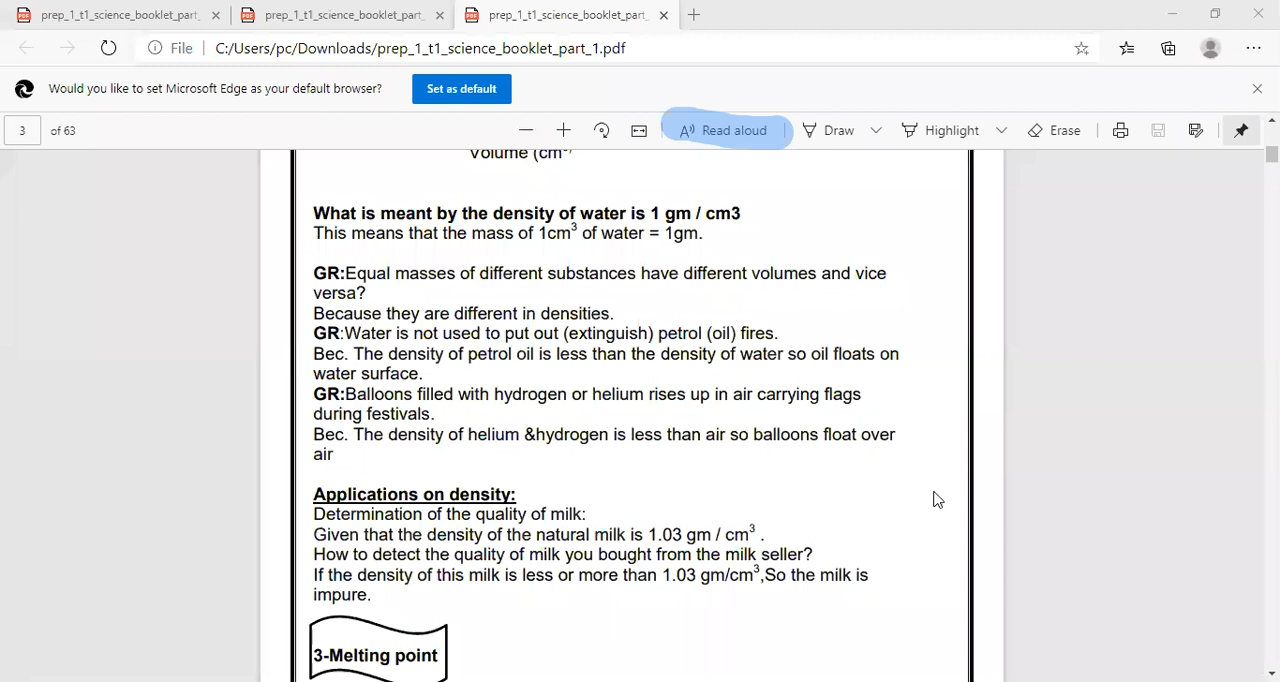 prep_1_t1_science_booklet_part_ prep_1_t1_science_booklet_part_ prep_1_t1_science_booklet_part_
File C:/Users/pc/Downloads/prep_1_t1_science_booklet_part_1.pdf
Would you like to set Microsoft Edge as your default browser? Set as default
3 of 63 Read aloud Draw Highlight Erase
Volume (cm³)
What is meant by the density of water is 1 gm / cm3
This means that the mass of 1cm³ of water = 1gm.
GR:Equal masses of different substances have different volumes and vice
versa?
Because they are different in densities.
GR:Water is not used to put out (extinguish) petrol (oil) fires.
Bec. The density of petrol oil is less than the density of water so oil floats on
water surface.
GR:Balloons filled with hydrogen or helium rises up in air carrying flags
during festivals.
Bec. The density of helium &hydrogen is less than air so balloons float over
air
Applications on density:
Determination of the quality of milk:
Given that the density of the natural milk is 1.03 gm / cm³ .
How to detect the quality of milk you bought from the milk seller?
If the density of this milk is less or more than 1.03 gm/cm³,So the milk is
impure.
3-Melting point